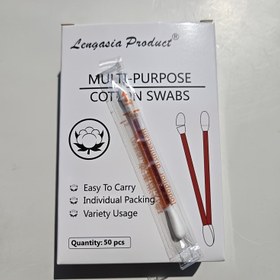 Lengasia Product®
MULTI-PURPOSE
COTTON SWABS
Easy To Carry
Individual Packing
Variety Usage
Quantity: 50 pcs